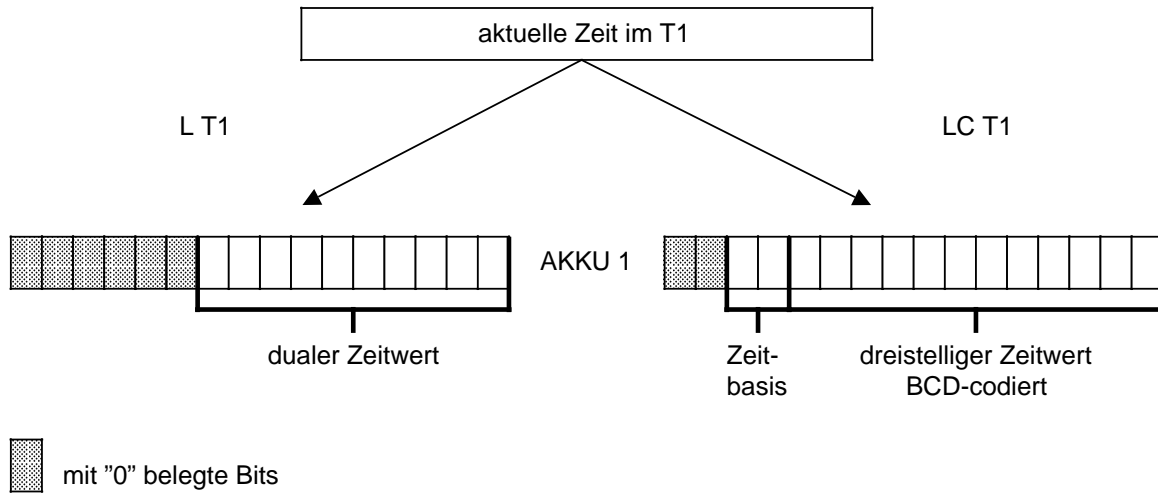 aktuelle Zeit im T1
L T1
LC T1
AKKU 1
dualer Zeitwert
Zeit-
basis
dreistelliger Zeitwert
BCD-codiert
mit ”0” belegte Bits